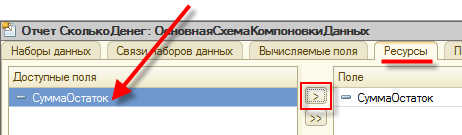 Отчет СколькоДенег: ОсновнаяСхемаКомпоновкиДанных
Наборы данных Связи наборов данных Вычисляемые поля Ресурсы П
Доступные поля Поле
СуммаОстаток > СуммаОстаток
>>